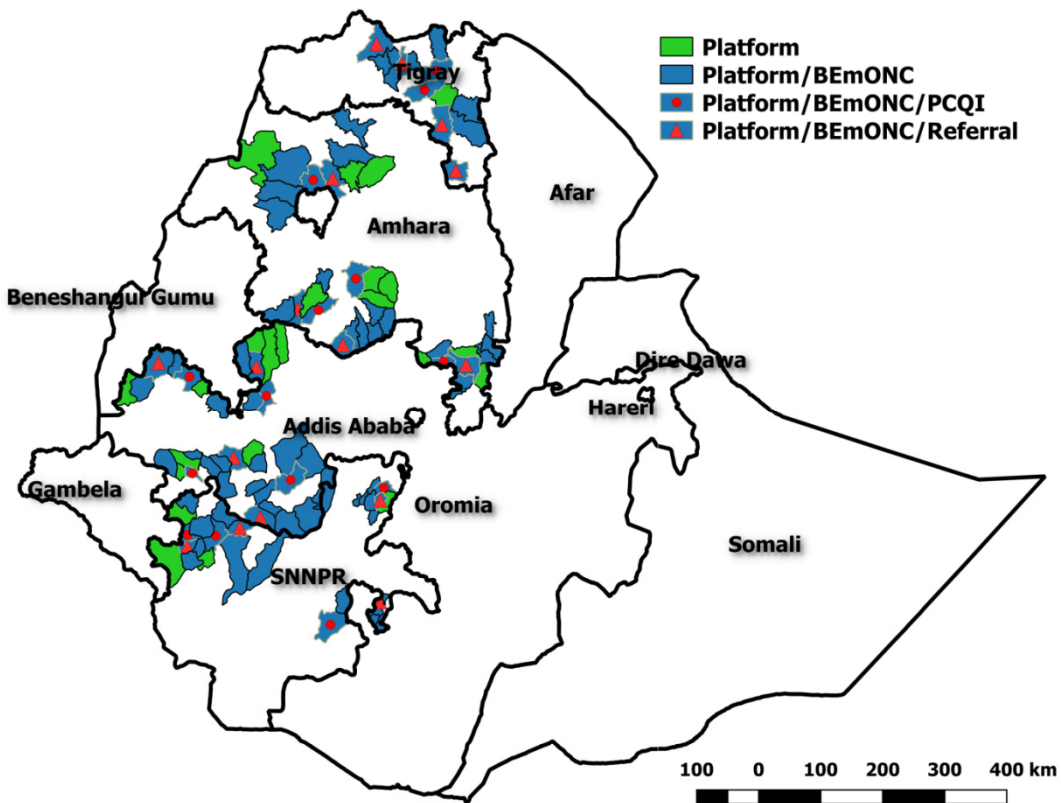 Platform
Platform/BEmONC
Platform/BEmONC/PCQI
Platform/BEmONC/Referral
Tigray
Afar
Amhara
Beneshangul Gumu
Dire Dawa
Hareri
Addis Ababa
Gambela
Oromia
Somali
SNNPR
100 0 100 200 300 400 km